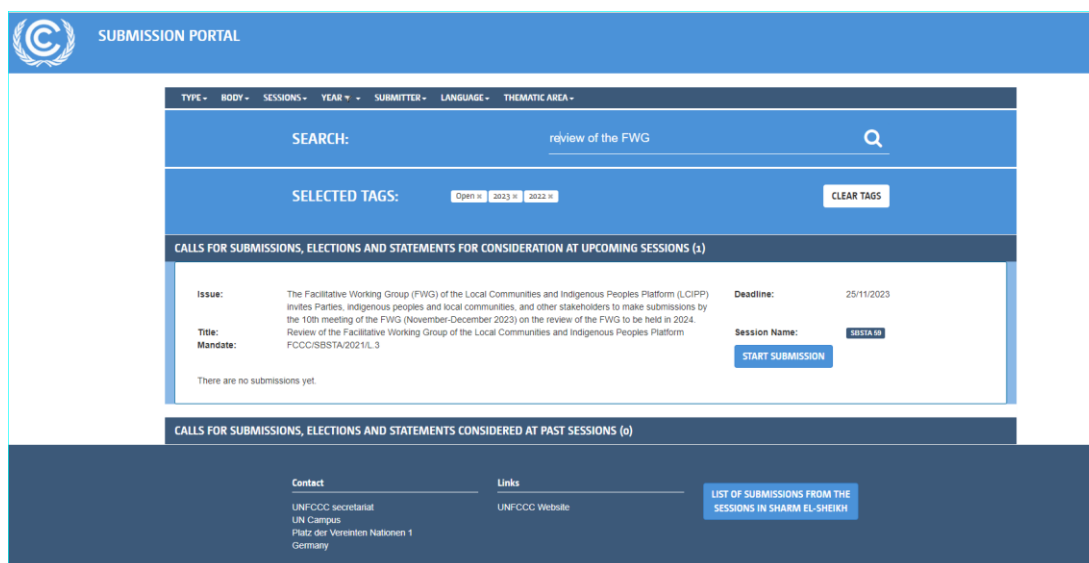 SUBMISSION PORTAL
TYPE BODY SESSIONS YEAR SUBMITTER LANGUAGE THEMATIC AREA
SEARCH: review of the FWG
SELECTED TAGS: Open × 2023 × 2022 × CLEAR TAGS
CALLS FOR SUBMISSIONS, ELECTIONS AND STATEMENTS FOR CONSIDERATION AT UPCOMING SESSIONS (1)
Issue: The Facilitative Working Group (FWG) of the Local Communities and Indigenous Peoples Platform (LCIPP) Deadline: 25/11/2023
invites Parties, indigenous peoples and local communities, and other stakeholders to make submissions by
the 10th meeting of the FWG (November-December 2023) on the review of the FWG to be held in 2024.
Title: Review of the Facilitative Working Group of the Local Communities and Indigenous Peoples Platform Session Name: SBSTA 59
Mandate: FCCC/SBSTA/2021/L.3
START SUBMISSION
There are no submissions yet.
CALLS FOR SUBMISSIONS, ELECTIONS AND STATEMENTS CONSIDERED AT PAST SESSIONS (0)
Contact
UNFCCC secretariat
UN Campus
Platz der Vereinten Nationen 1
Germany
Links
UNFCCC Website
LIST OF SUBMISSIONS FROM THE
SESSIONS IN SHARM EL-SHEIKH